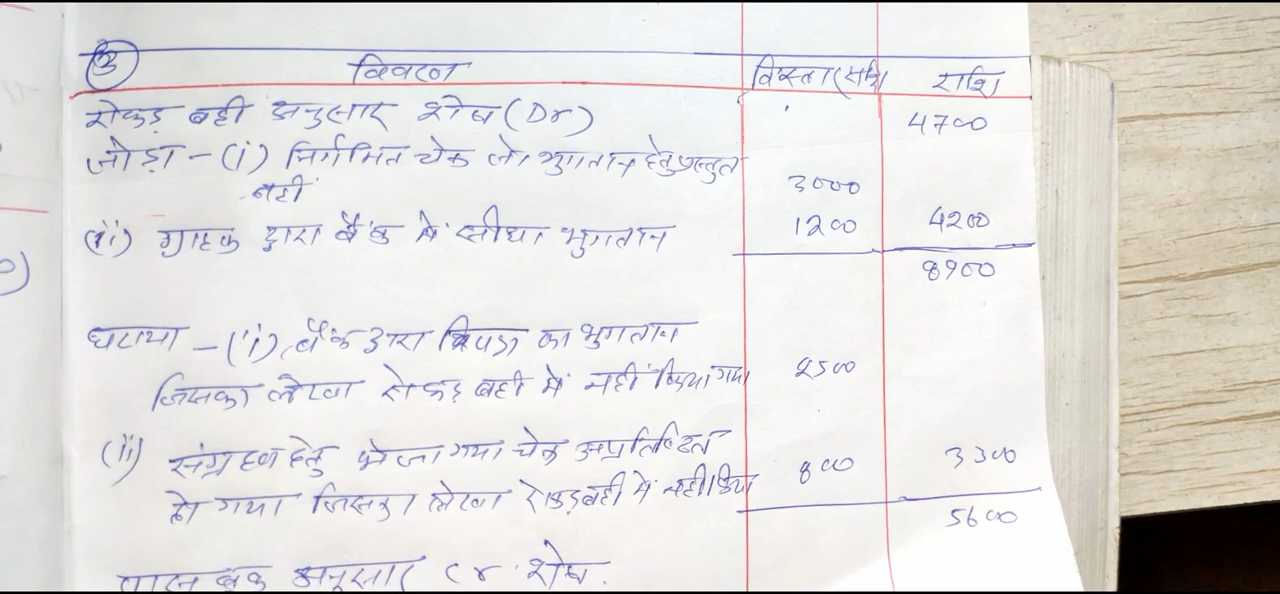 ③ विवरण विस्तार राशि राशि
रोकड़ बही अनुसार शेष (Dr) 4700
जोड़ा - (i) निर्गमित चेक जो भुगतान हेतु प्रस्तुत
नहीं 3000
(ii) ग्राहक द्वारा बैंक में सीधा भुगतान 1200 4200
8900
घटाया - (i) बैंक द्वारा विपत्र का भुगतान
जिसका लेखा रोकड़ बही में नहीं किया गया 2500
(ii) संग्रहण हेतु भेजा गया चेक अप्रतिष्ठित
हो गया जिसका लेखा रोकड़ बही में नहीं किया 800 3300
5600
पास बुक अनुसार Cr शेष.